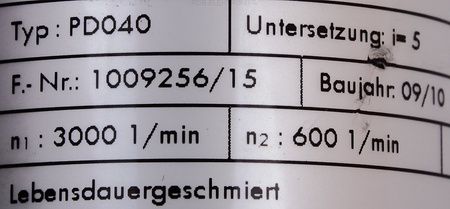 Typ: PD040 Untersetzung: i= 5
F.- Nr.: 1009256/15 Baujahr: 09/10
n1 : 3000 1/min n2 : 600 1/min
Lebensdauergeschmiert